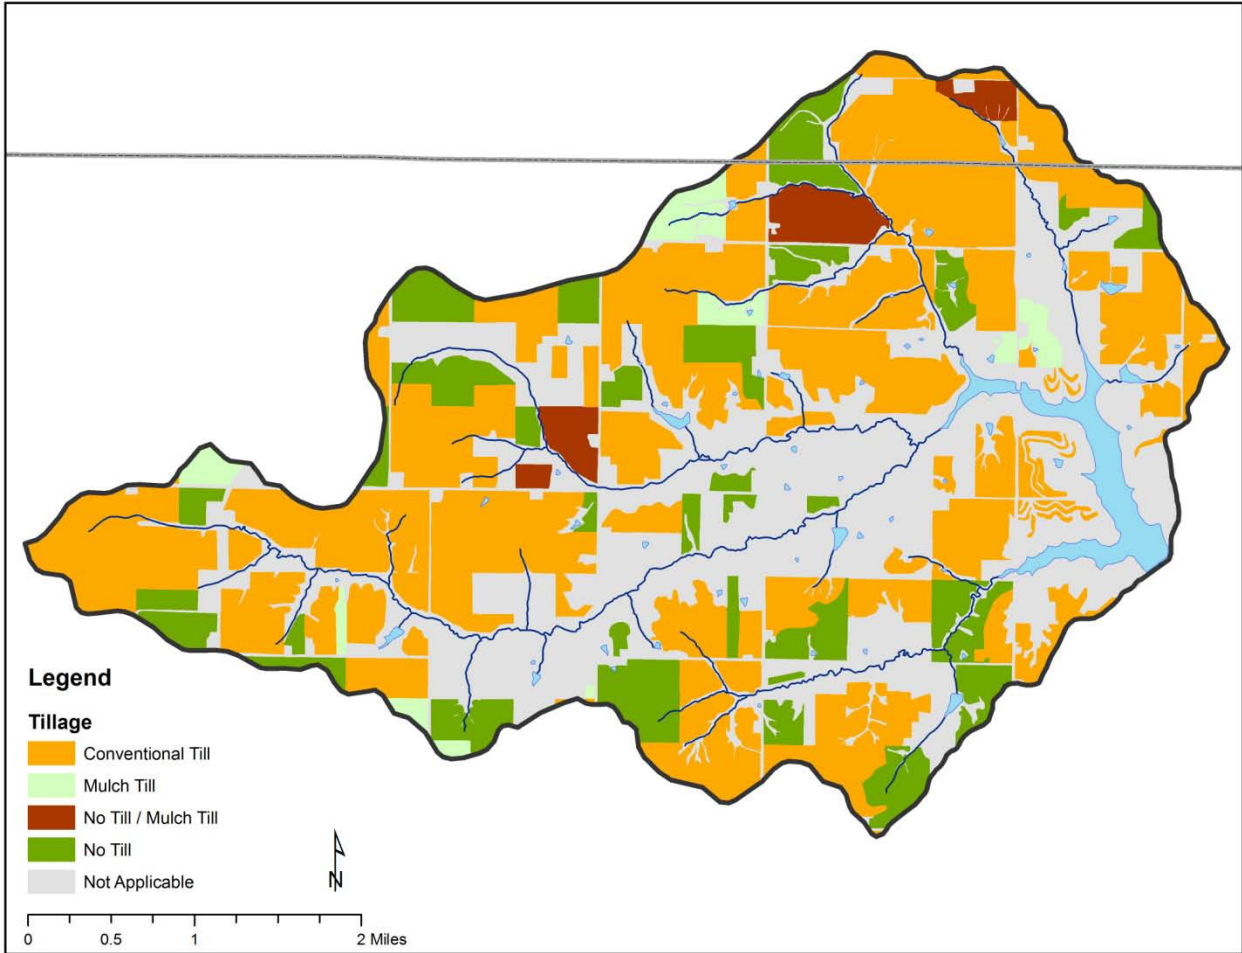 Legend
Tillage
Conventional Till
Mulch Till
No Till / Mulch Till
No Till
Not Applicable
N
0 0.5 1 2 Miles